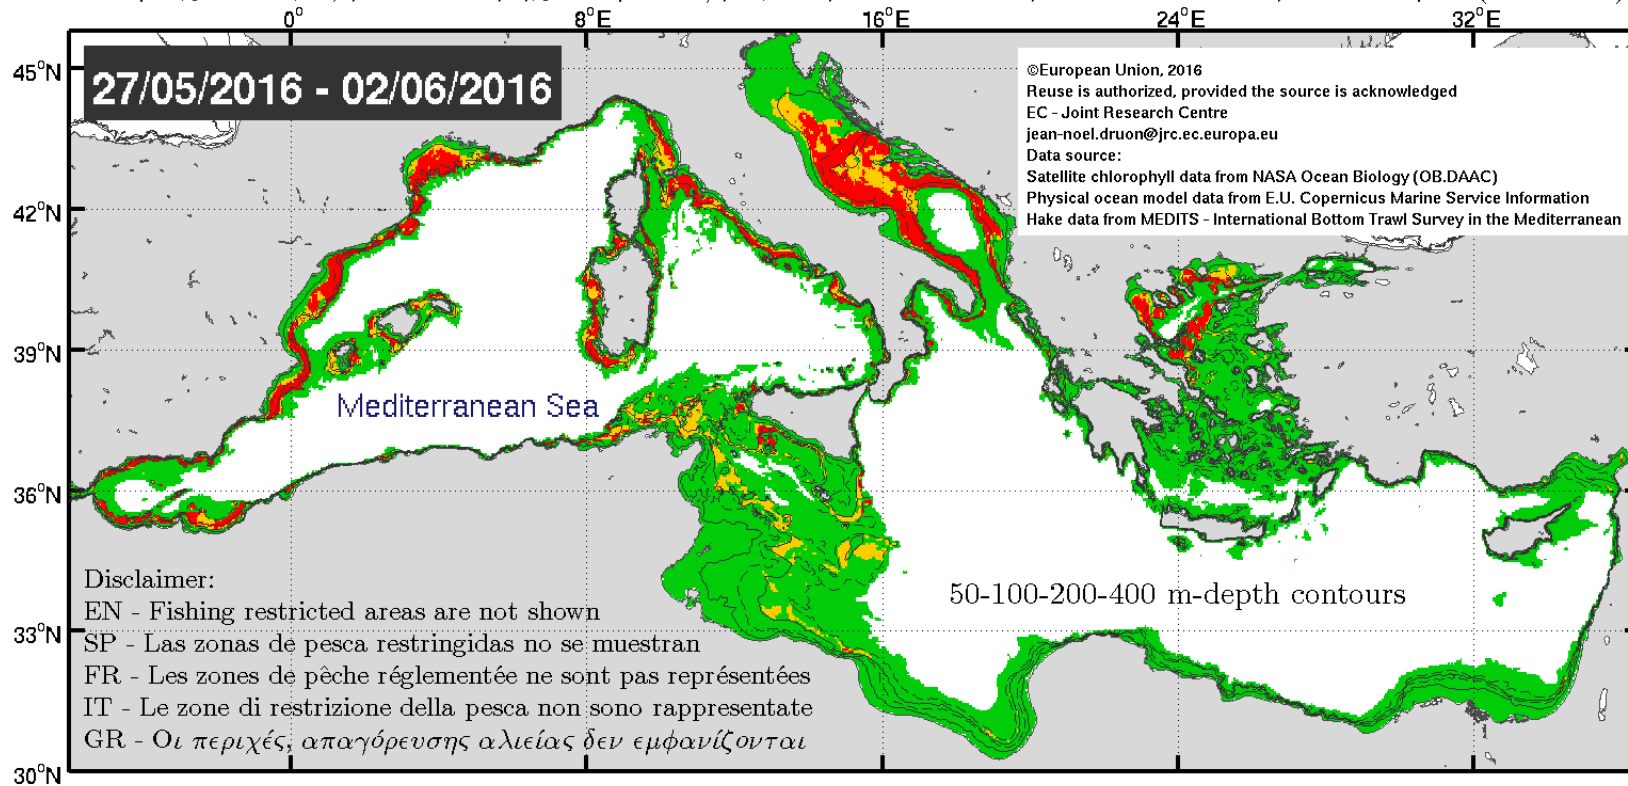 0°E 8°E 16°E 24°E 32°E
45°N
42°N
39°N
36°N
33°N
30°N
27/05/2016 - 02/06/2016
©European Union, 2016
Reuse is authorized, provided the source is acknowledged
EC - Joint Research Centre
jean-noel.druon@jrc.ec.europa.eu
Data source:
Satellite chlorophyll data from NASA Ocean Biology (OB.DAAC)
Physical ocean model data from E.U. Copernicus Marine Service Information
Hake data from MEDITS - International Bottom Trawl Survey in the Mediterranean
Mediterranean Sea
50-100-200-400 m-depth contours
Disclaimer:
EN - Fishing restricted areas are not shown
SP - Las zonas de pesca restringidas no se muestran
FR - Les zones de pêche réglementée ne sont pas représentées
IT - Le zone di restrizione della pesca non sono rappresentate
GR - Οι περιχές, απαγόρευσης αλιείας δεν εμφανίζονται